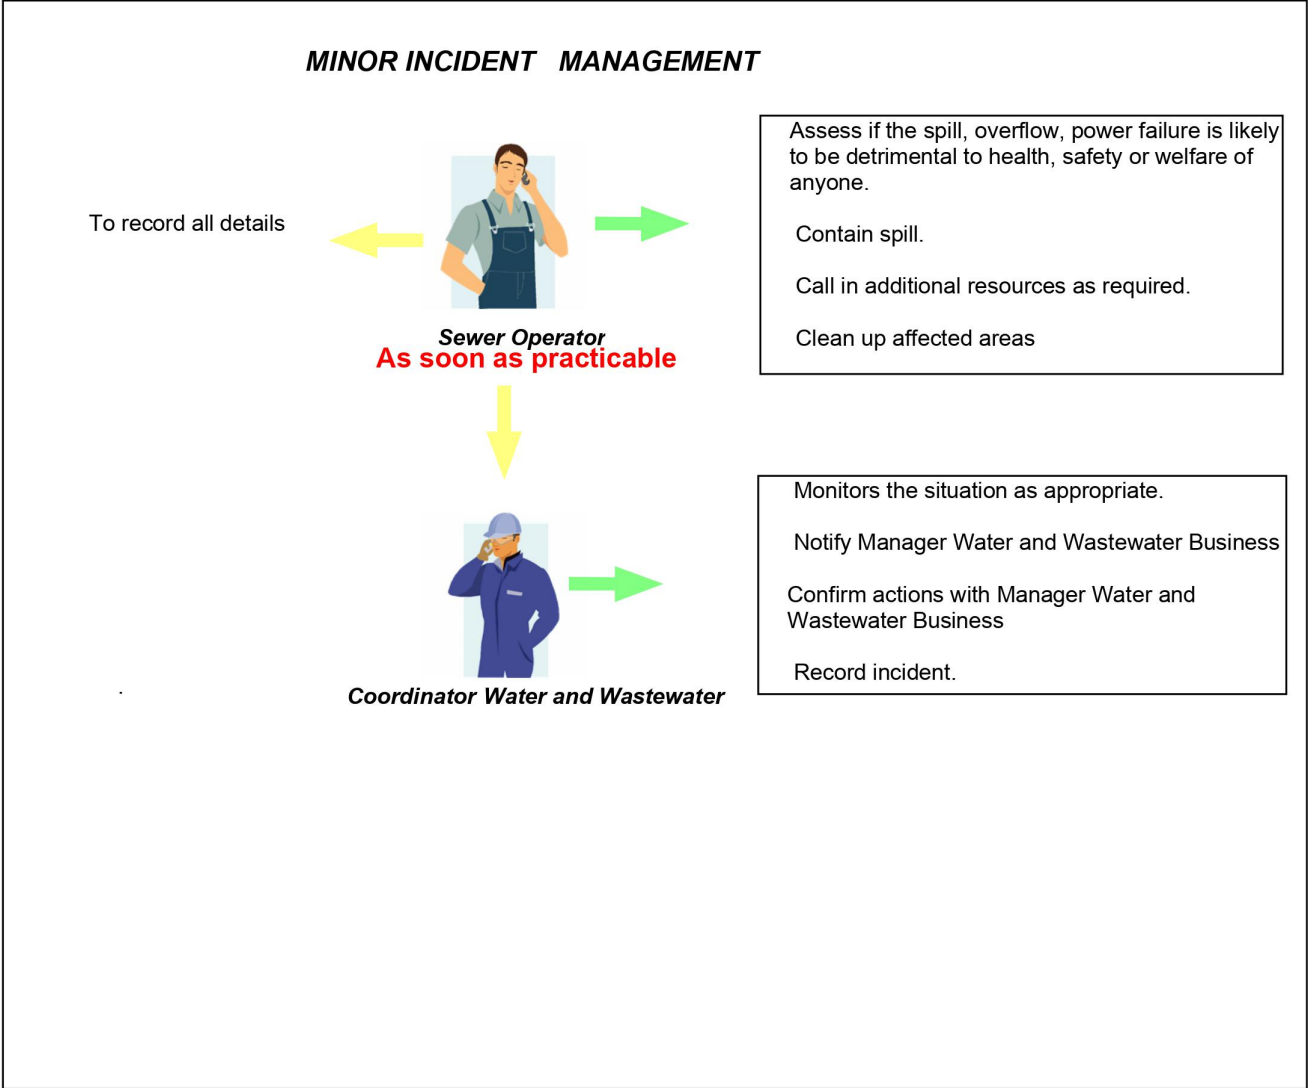 MINOR INCIDENT MANAGEMENT
Assess if the spill, overflow, power failure is likely
to be detrimental to health, safety or welfare of
anyone.
To record all details
Contain spill.
Call in additional resources as required.
Clean up affected areas
Sewer Operator
As soon as practicable
Monitors the situation as appropriate.
Notify Manager Water and Wastewater Business
Confirm actions with Manager Water and
Wastewater Business
Record incident.
.
Coordinator Water and Wastewater